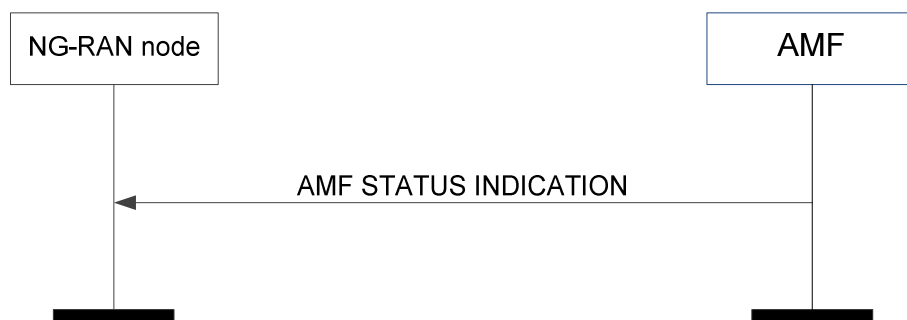 NG-RAN node
AMF
AMF STATUS INDICATION